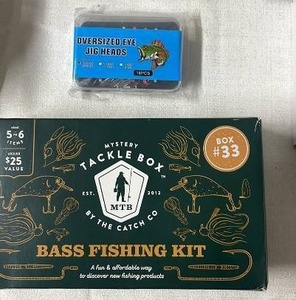 OVERSIZED EYE
JIG HEADS
5-6
ITEMS
$25
VALUE
MYSTERY
TACKLE BOX
EST. 2012
MTB
BY THE CATCH CO
BOX
#33
BASS FISHING KIT
A fun & affordable way
to discover new fishing products